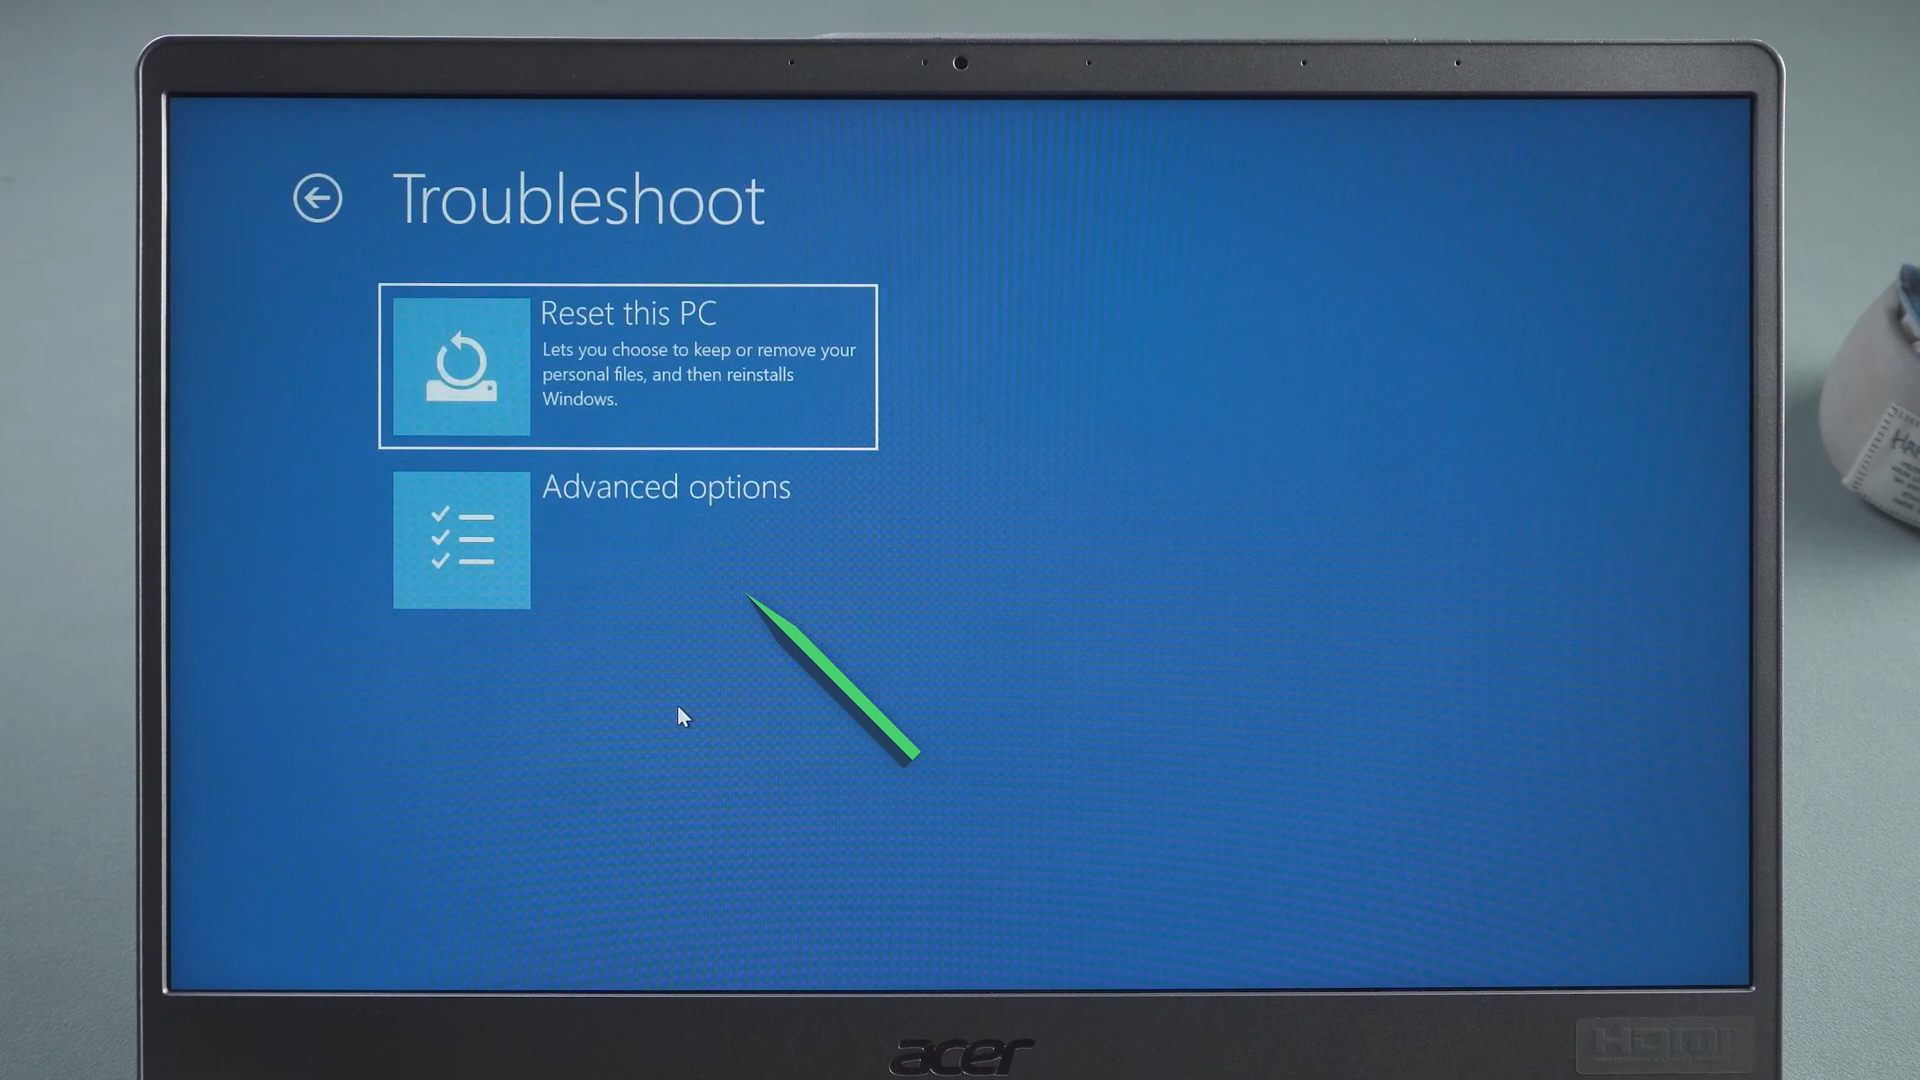 Troubleshoot
Reset this PC
Lets you choose to keep or remove your
personal files, and then reinstalls
Windows.
Advanced options
acer
HDMI